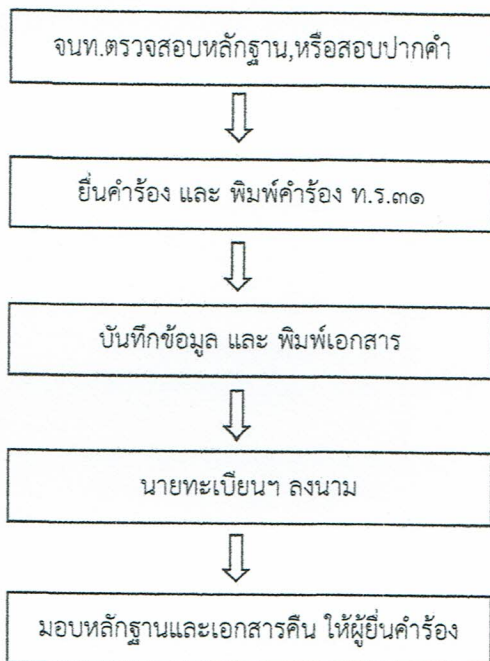 จนท.ตรวจสอบหลักฐาน,หรือสอบปากคำ
ยื่นคำร้อง และ พิมพ์คำร้อง ท.ร.๓๑
บันทึกข้อมูล และ พิมพ์เอกสาร
นายทะเบียนฯ ลงนาม
มอบหลักฐานและเอกสารคืน ให้ผู้ยื่นคำร้อง